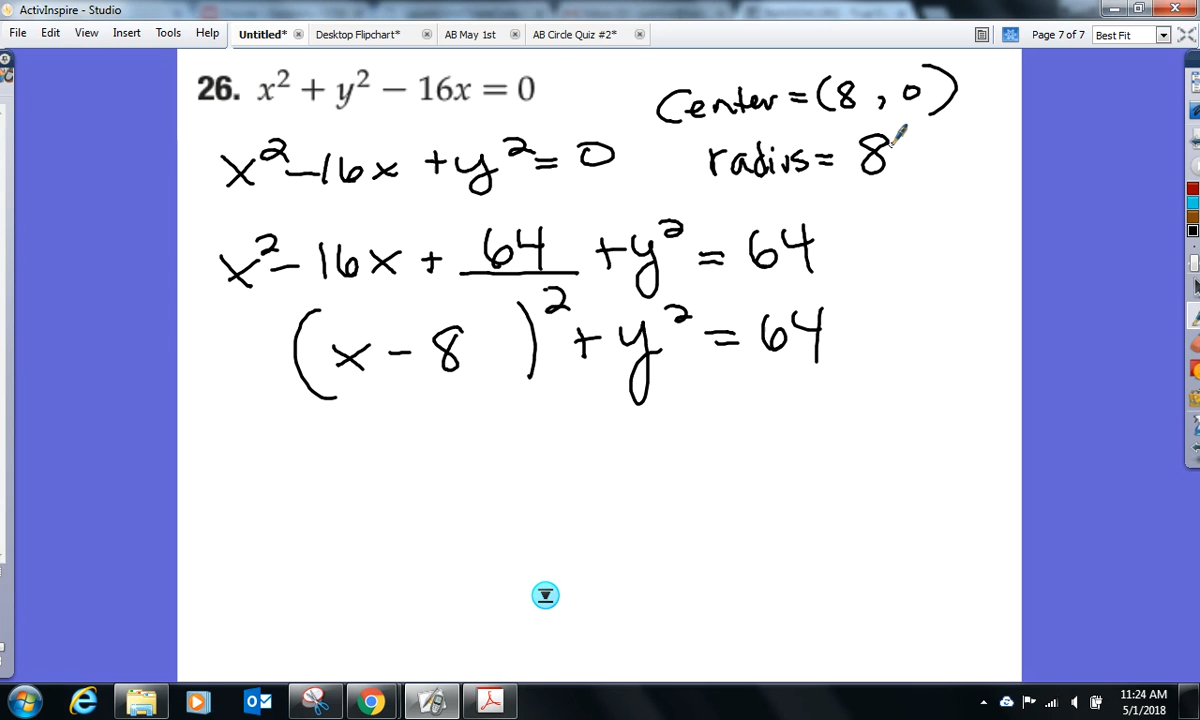 ActivInspire - Studio
File Edit View Insert Tools Help
Untitled* Desktop Flipchart* AB May 1st AB Circle Quiz #2* Page 7 of 7 Best Fit
26. x² + y² − 16x = 0
Center = (8, 0)
x² - 16x + y² = 0
radius = 8
x² - 16x + 64 + y² = 64
(x - 8)² + y² = 64
11:24 AM
5/1/2018